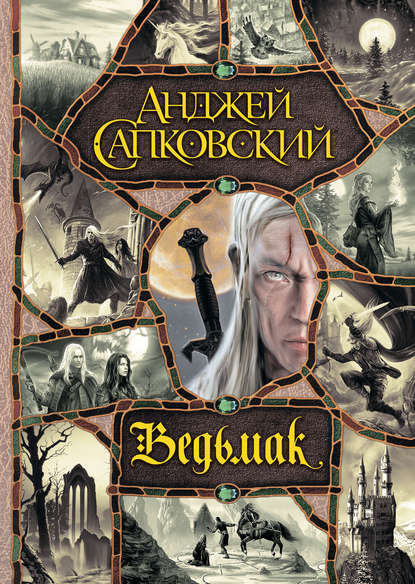 Анджей
Сапковский
Ведьмак